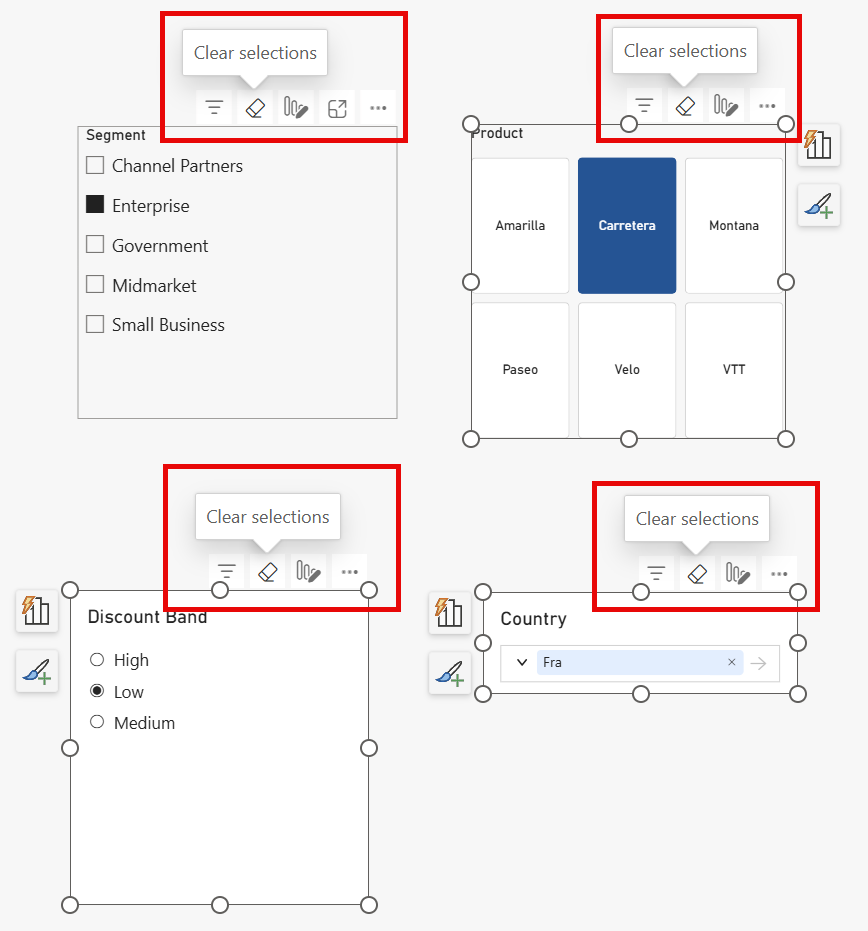 Clear selections
Segment
Channel Partners
Enterprise
Government
Midmarket
Small Business
Clear selections
Product
Amarilla
Carretera
Montana
Paseo
Velo
VTT
Clear selections
Discount Band
High
Low
Medium
Clear selections
Country
Fra